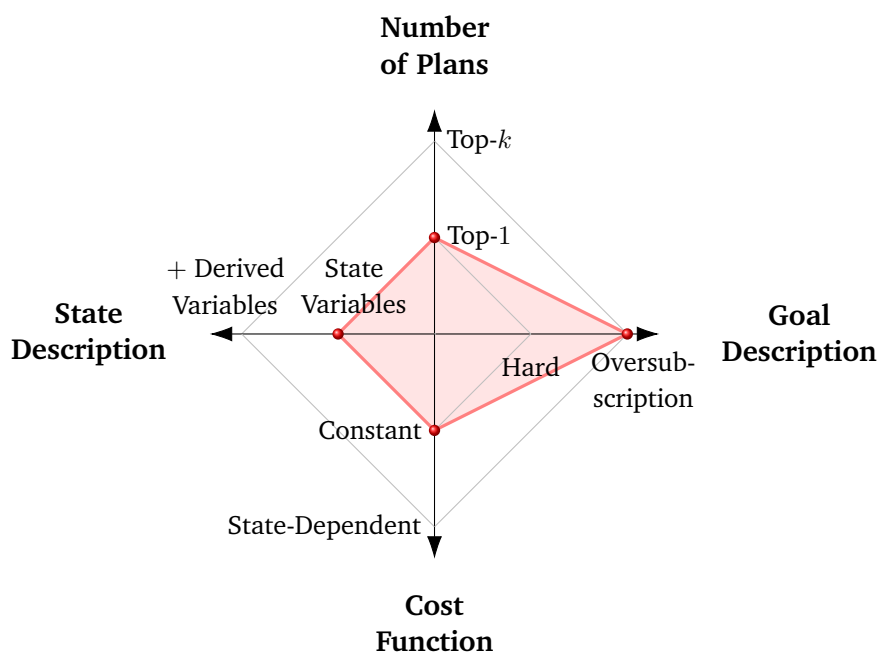 Number
of Plans
Top-k
Top-1
+ Derived
Variables
State
Variables
State
Description
Goal
Description
Hard
Oversub-
scription
Constant
State-Dependent
Cost
Function